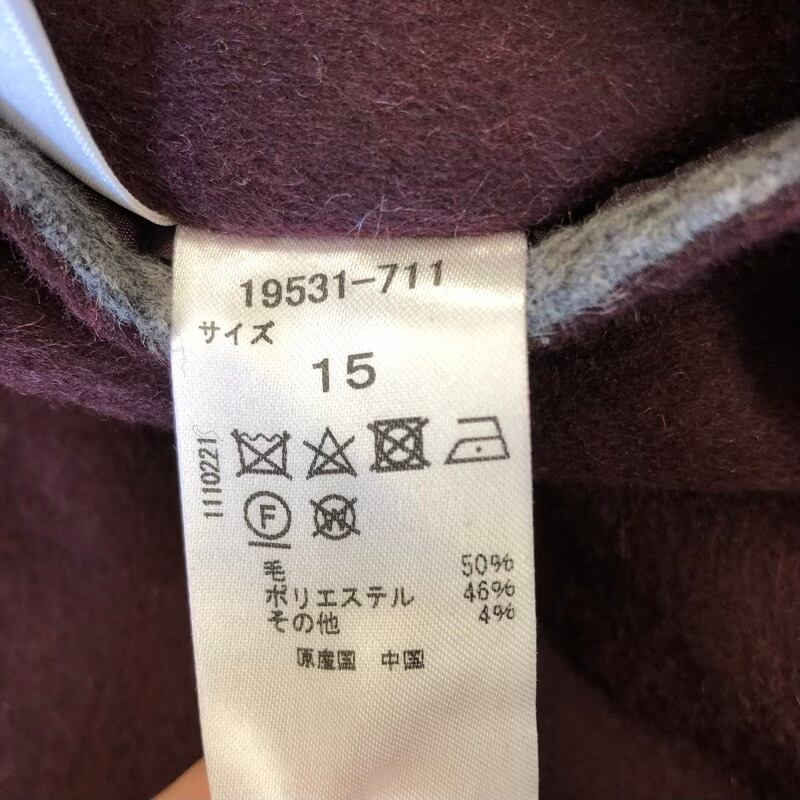 19531-711
サイズ
15
1110221
F
W
毛 50%
ポリエステル 46%
その他 4%
原産国 中国